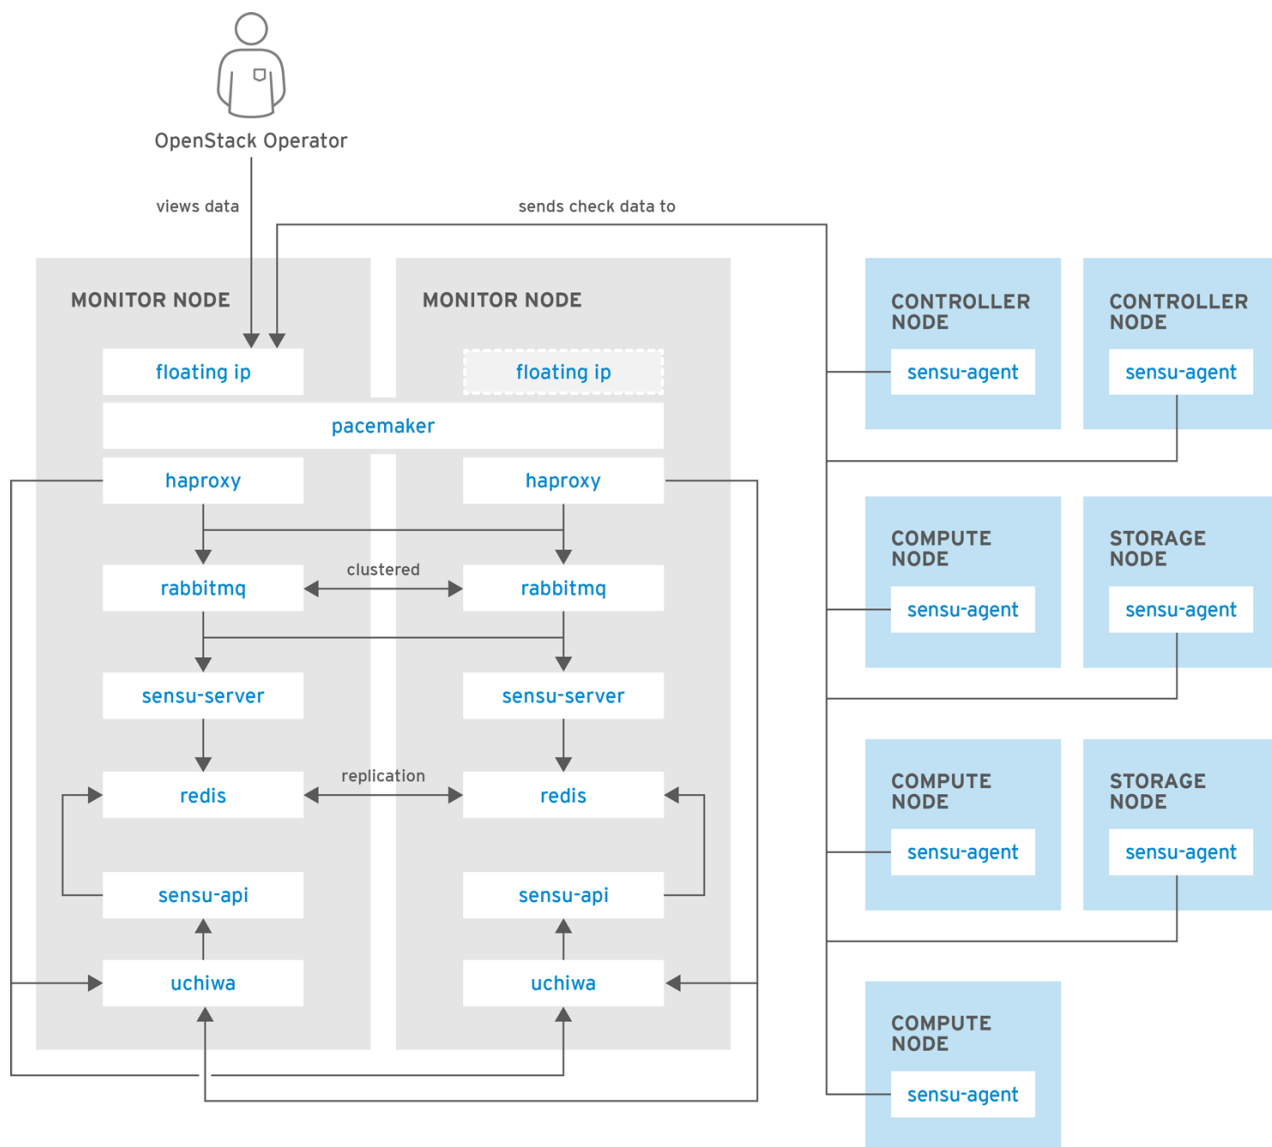 OpenStack Operator
views data
sends check data to
MONITOR NODE
floating ip
MONITOR NODE
floating ip
pacemaker
haproxy
haproxy
rabbitmq
clustered
rabbitmq
sensu-server
sensu-server
redis
replication
redis
sensu-api
sensu-api
uchiwa
uchiwa
CONTROLLER
NODE
sensu-agent
CONTROLLER
NODE
sensu-agent
COMPUTE
NODE
sensu-agent
STORAGE
NODE
sensu-agent
COMPUTE
NODE
sensu-agent
STORAGE
NODE
sensu-agent
COMPUTE
NODE
sensu-agent